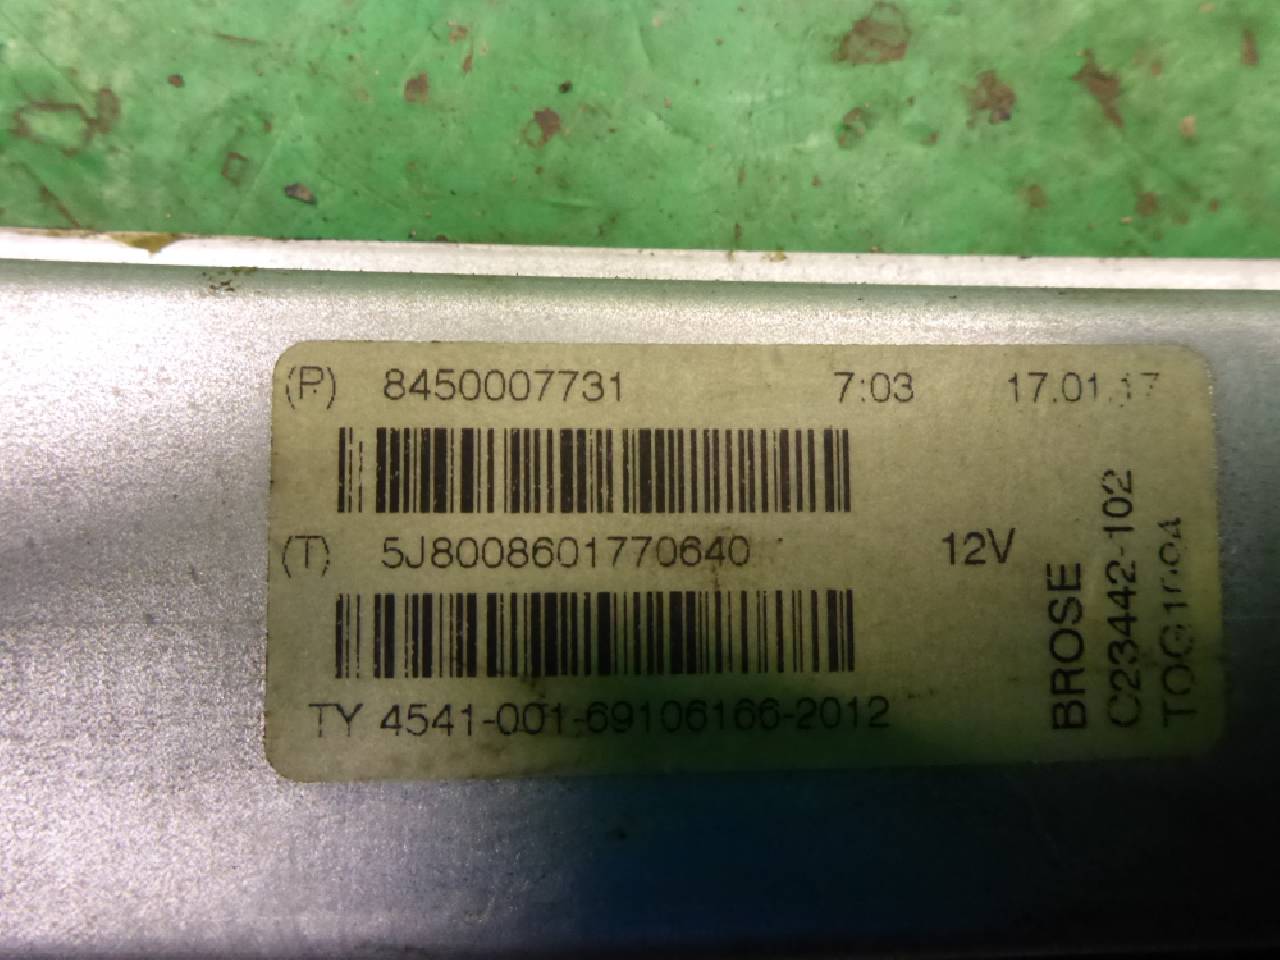 (P) 8450007731 7:03 17.01.17
(T) 5J8008601770640 12V
TY 4541-001-69106166-2012
BROSE
C23442-102